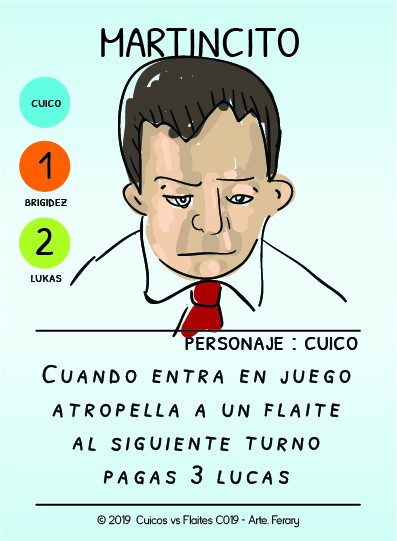 MARTINCITO
CUICO
1
BRIGIDEZ
2
LUKAS
PERSONAJE : CUICO
CUANDO ENTRA EN JUEGO
ATROPELLA A UN FLAITE
AL SIGUIENTE TURNO
PAGAS 3 LUCAS
© 2019 Cuicos vs Flaites C019 - Arte. Ferary